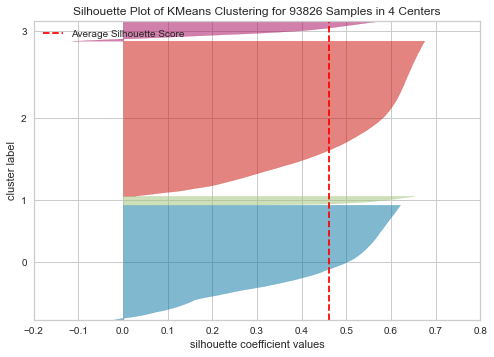 Silhouette Plot of KMeans Clustering for 93826 Samples in 4 Centers
Average Silhouette Score
3
2
1
0
cluster label
−0.2 −0.1 0.0 0.1 0.2 0.3 0.4 0.5 0.6 0.7 0.8
silhouette coefficient values